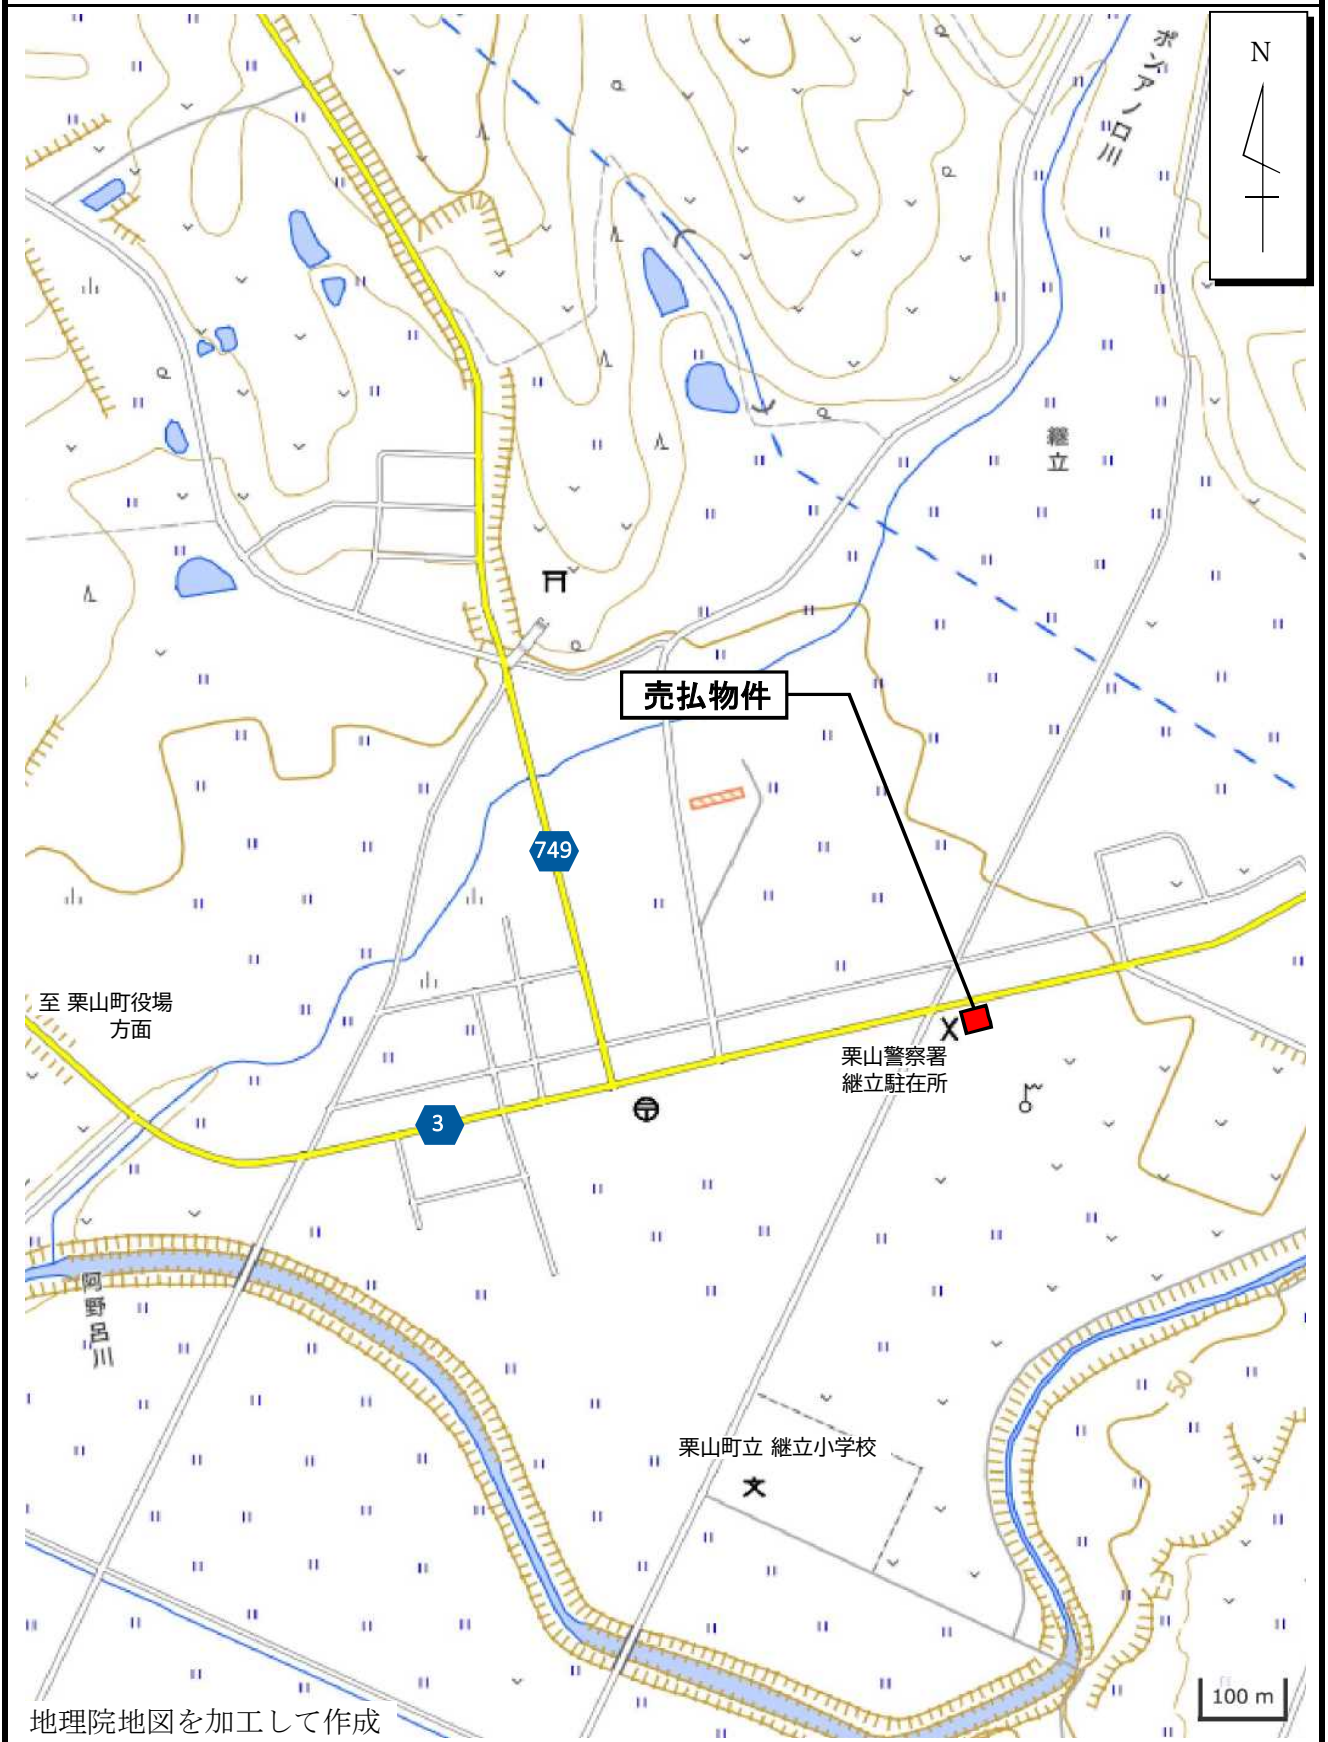 N
ポンアノロ川
継立
売払物件
749
至 栗山町役場
方面
栗山警察署
継立駐在所
3
阿野呂川
50
栗山町立 継立小学校
100 m
地理院地図を加工して作成